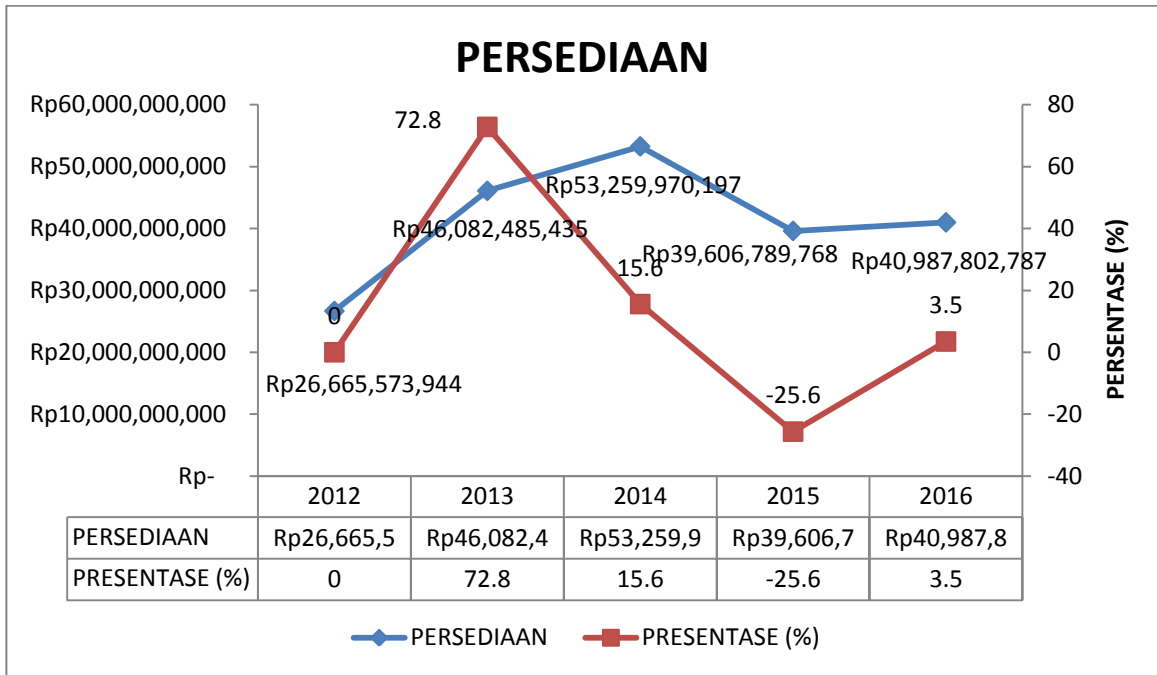 PERSEDIAAN
Rp60,000,000,000
Rp50,000,000,000
Rp40,000,000,000
Rp30,000,000,000
Rp20,000,000,000
Rp10,000,000,000
Rp-
80
60
40
20
0
-20
-40
PERSENTASE (%)
72.8
Rp53,259,970,197
Rp46,082,485,435
Rp39,606,789,768
Rp40,987,802,787
15.6
0
3.5
Rp26,665,573,944
-25.6
2012 2013 2014 2015 2016
PERSEDIAAN Rp26,665,5 Rp46,082,4 Rp53,259,9 Rp39,606,7 Rp40,987,8
PRESENTASE (%) 0 72.8 15.6 -25.6 3.5
PERSEDIAAN PRESENTASE (%)